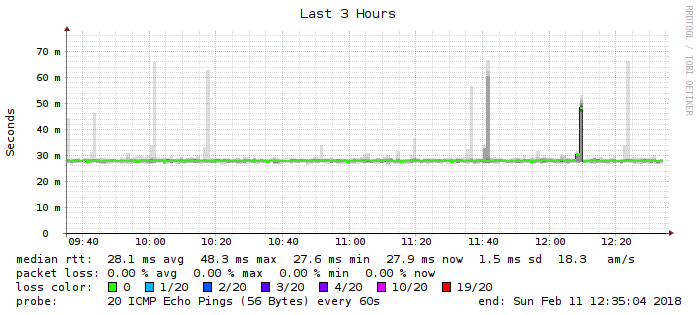 Last 3 Hours
RRDTOOL / TOBI OETIKER
Seconds
70 m
60 m
50 m
40 m
30 m
20 m
10 m
0
09:40 10:00 10:20 10:40 11:00 11:20 11:40 12:00 12:20
median rtt: 28.1 ms avg 48.3 ms max 27.6 ms min 27.9 ms now 1.5 ms sd 18.3 am/s
packet loss: 0.00 % avg 0.00 % max 0.00 % min 0.00 % now
loss color: 0 1/20 2/20 3/20 4/20 10/20 19/20
probe: 20 ICMP Echo Pings (56 Bytes) every 60s end: Sun Feb 11 12:35:04 2018